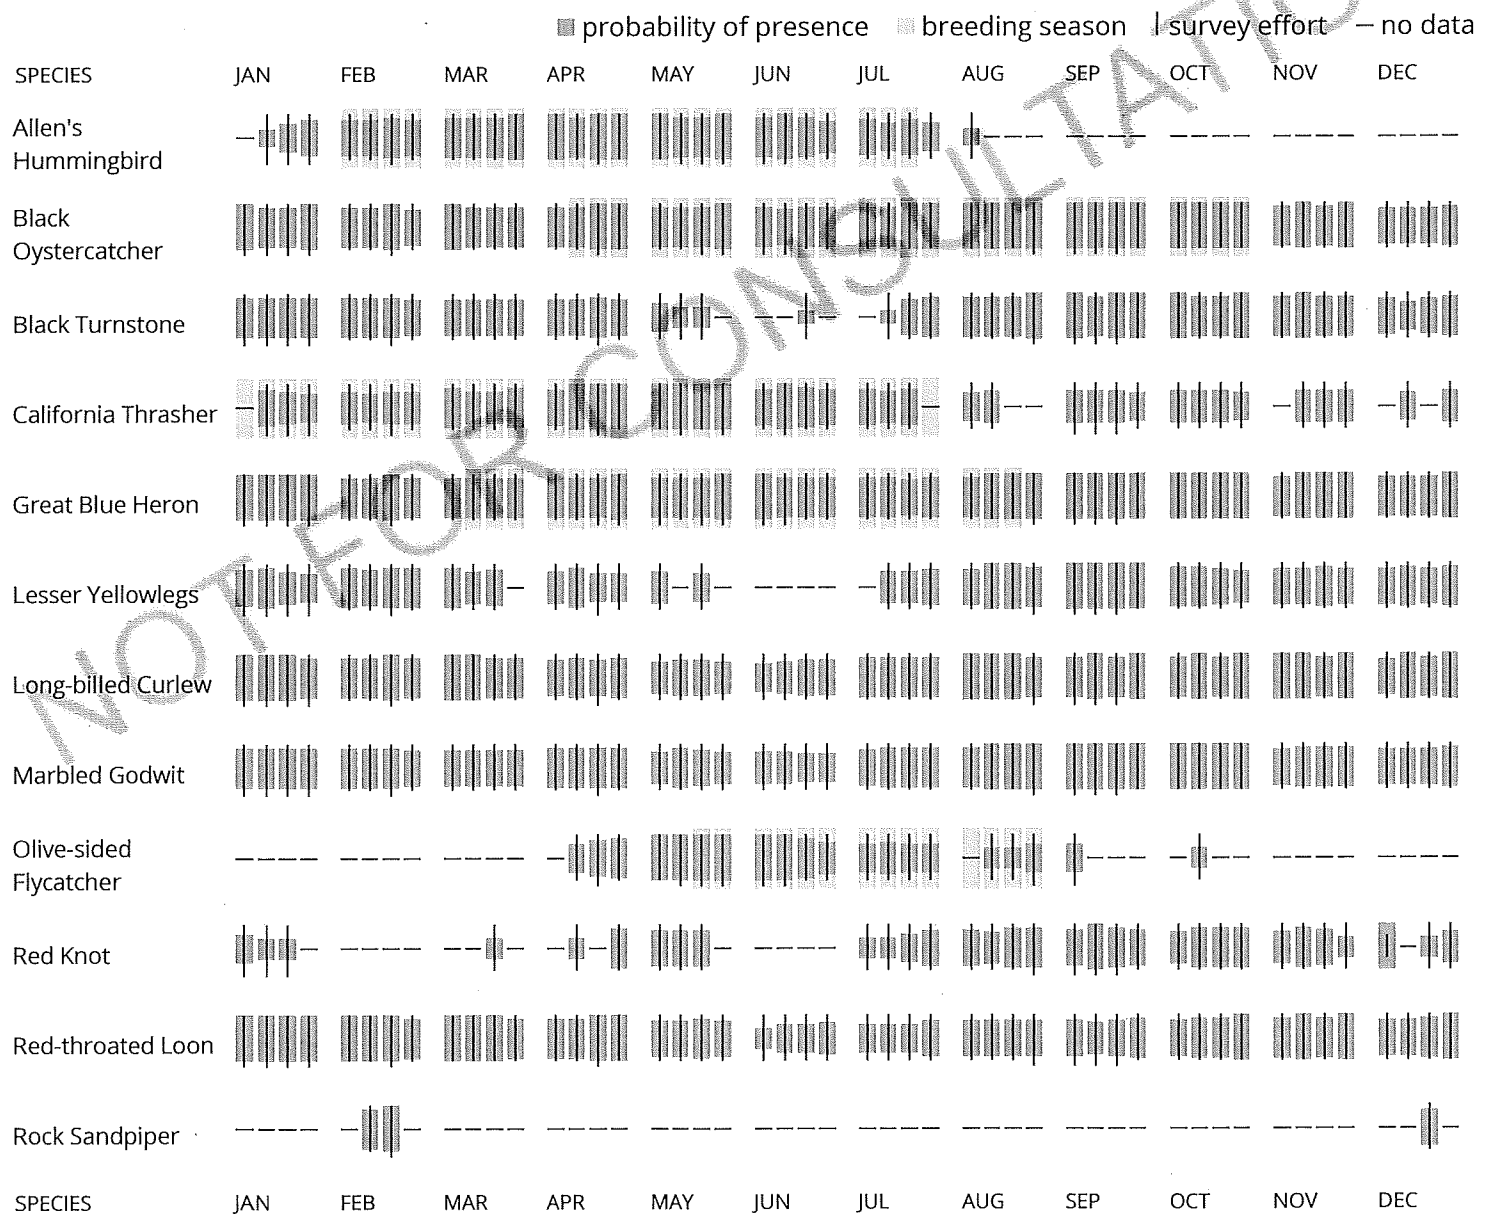 probability of presence breeding season survey effort no data
SPECIES JAN FEB MAR APR MAY JUN JUL AUG SEP OCT NOV DEC
Allen's
Hummingbird
Black
Oystercatcher
Black Turnstone
California Thrasher
Great Blue Heron
Lesser Yellowlegs
Long-billed Curlew
Marbled Godwit
Olive-sided
Flycatcher
Red Knot
Red-throated Loon
Rock Sandpiper
SPECIES JAN FEB MAR APR MAY JUN JUL AUG SEP OCT NOV DEC
NOT FOR CONSULTATIO